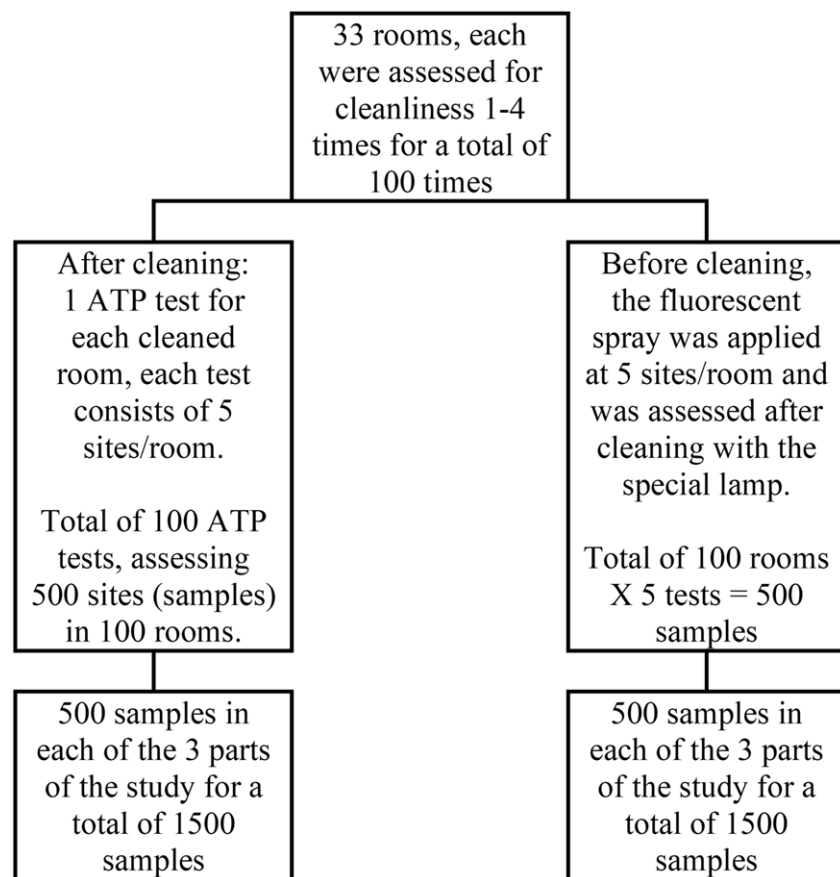 33 rooms, each
were assessed for
cleanliness 1-4
times for a total of
100 times
After cleaning:
1 ATP test for
each cleaned
room, each test
consists of 5
sites/room.
Total of 100 ATP
tests, assessing
500 sites (samples)
in 100 rooms.
Before cleaning,
the fluorescent
spray was applied
at 5 sites/room and
was assessed after
cleaning with the
special lamp.
Total of 100 rooms
X 5 tests = 500
samples
500 samples in
each of the 3 parts
of the study for a
total of 1500
samples
500 samples in
each of the 3 parts
of the study for a
total of 1500
samples